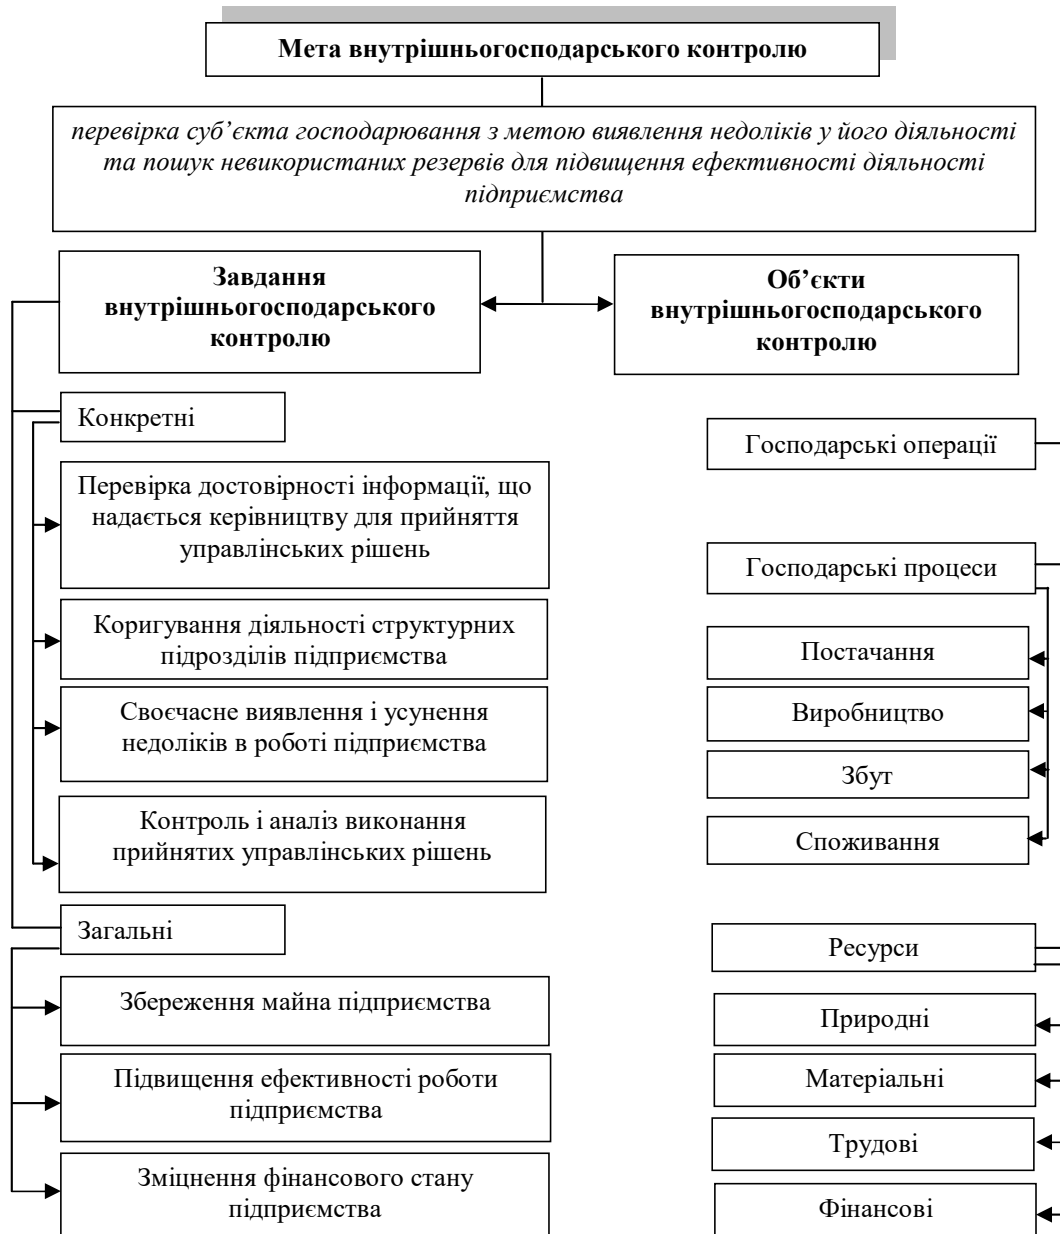 Мета внутрішньогосподарського контролю
перевірка суб’єкта господарювання з метою виявлення недоліків у його діяльності
та пошук невикористаних резервів для підвищення ефективності діяльності
підприємства
Завдання
внутрішньогосподарського
контролю
Об’єкти
внутрішньогосподарського
контролю
Конкретні
Перевірка достовірності інформації, що
надається керівництву для прийняття
управлінських рішень
Коригування діяльності структурних
підрозділів підприємства
Своєчасне виявлення і усунення
недоліків в роботі підприємства
Контроль і аналіз виконання
прийнятих управлінських рішень
Загальні
Збереження майна підприємства
Підвищення ефективності роботи
підприємства
Зміцнення фінансового стану
підприємства
Господарські операції
Господарські процеси
Постачання
Виробництво
Збут
Споживання
Ресурси
Природні
Матеріальні
Трудові
Фінансові